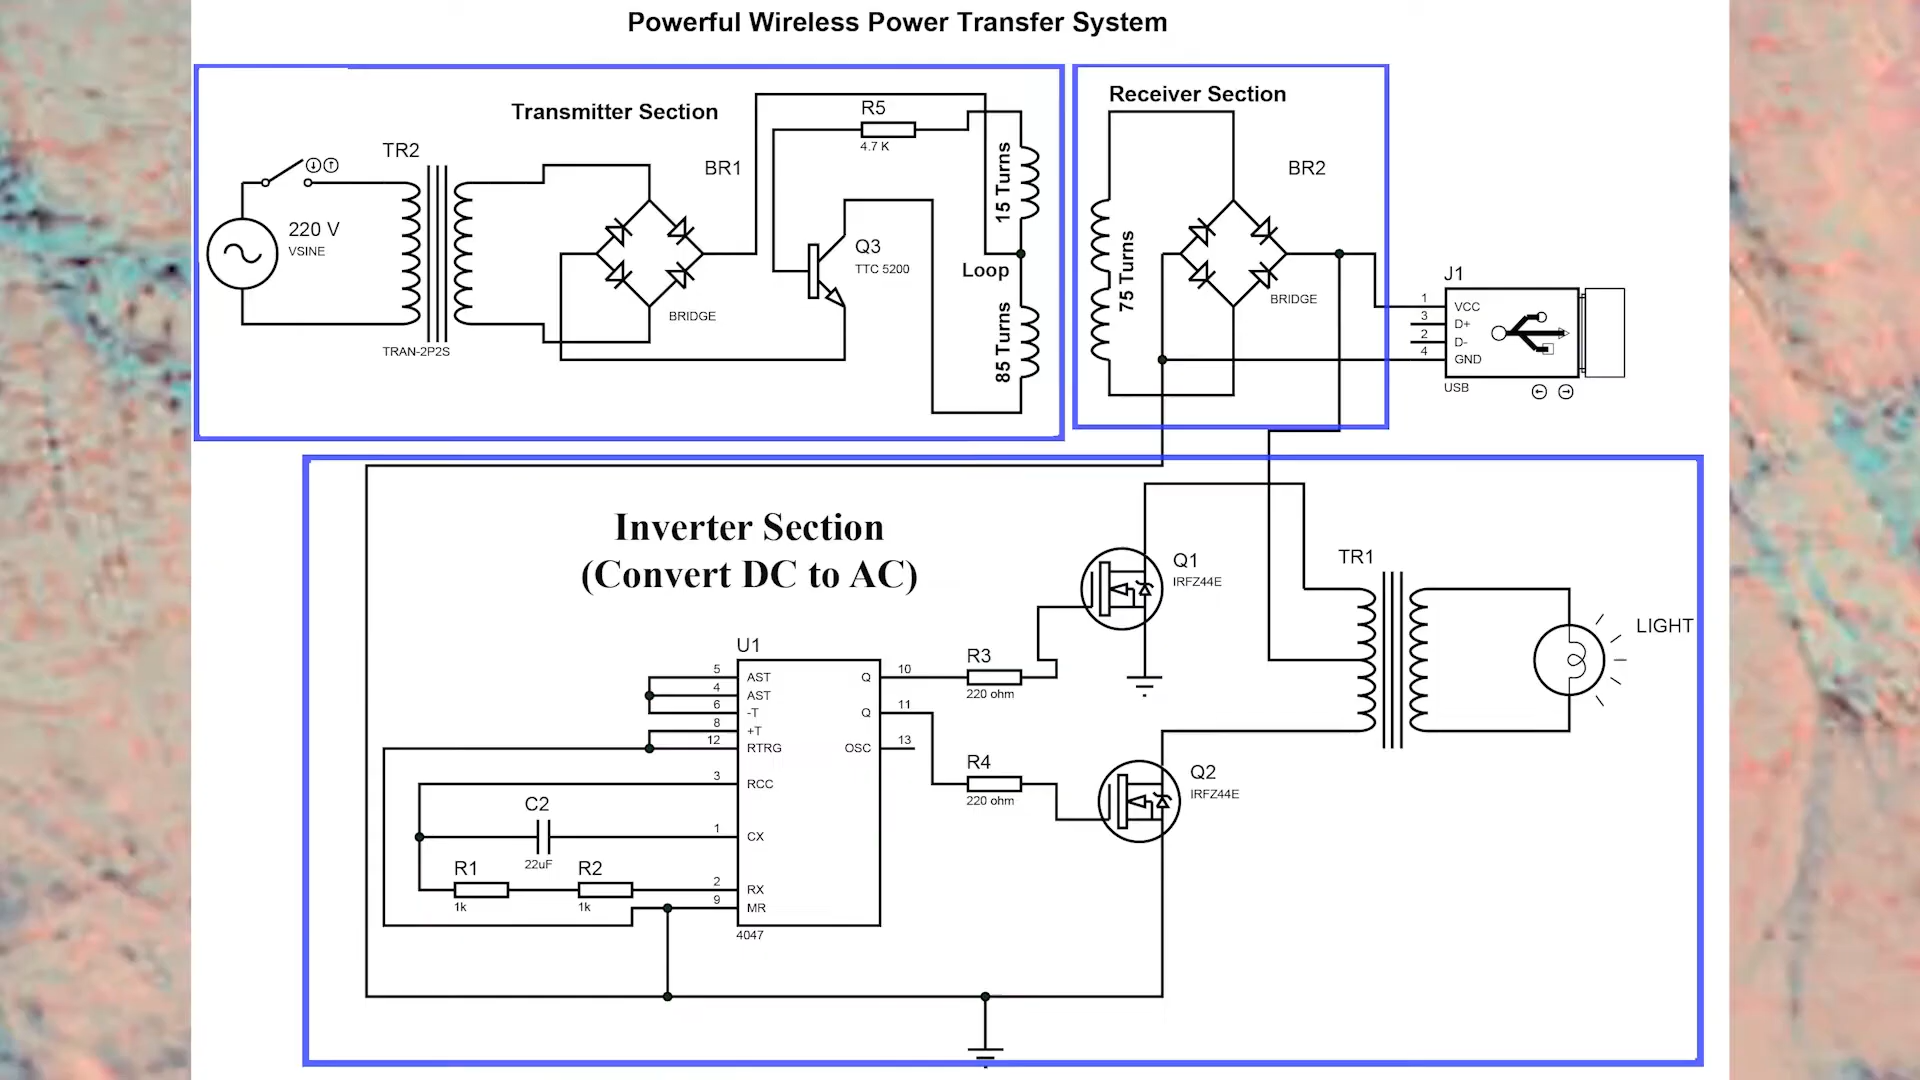 Powerful Wireless Power Transfer System
Transmitter Section
TR2
220 V
VSINE
TRAN-2P2S
BR1
BRIDGE
R5
4.7 K
Q3
TTC 5200
15 Turns
Loop
85 Turns
Receiver Section
75 Turns
BR2
BRIDGE
J1
1 VCC
3 D+
2 D-
4 GND
USB
Inverter Section
(Convert DC to AC)
U1
5 AST
4 AST
6 -T
8 +T
12 RTRG
3 RCC
1 CX
2 RX
9 MR
Q 10
Q 11
OSC 13
4047
C2
22uF
R1
1k
R2
1k
R3
220 ohm
R4
220 ohm
Q1
IRFZ44E
Q2
IRFZ44E
TR1
LIGHT